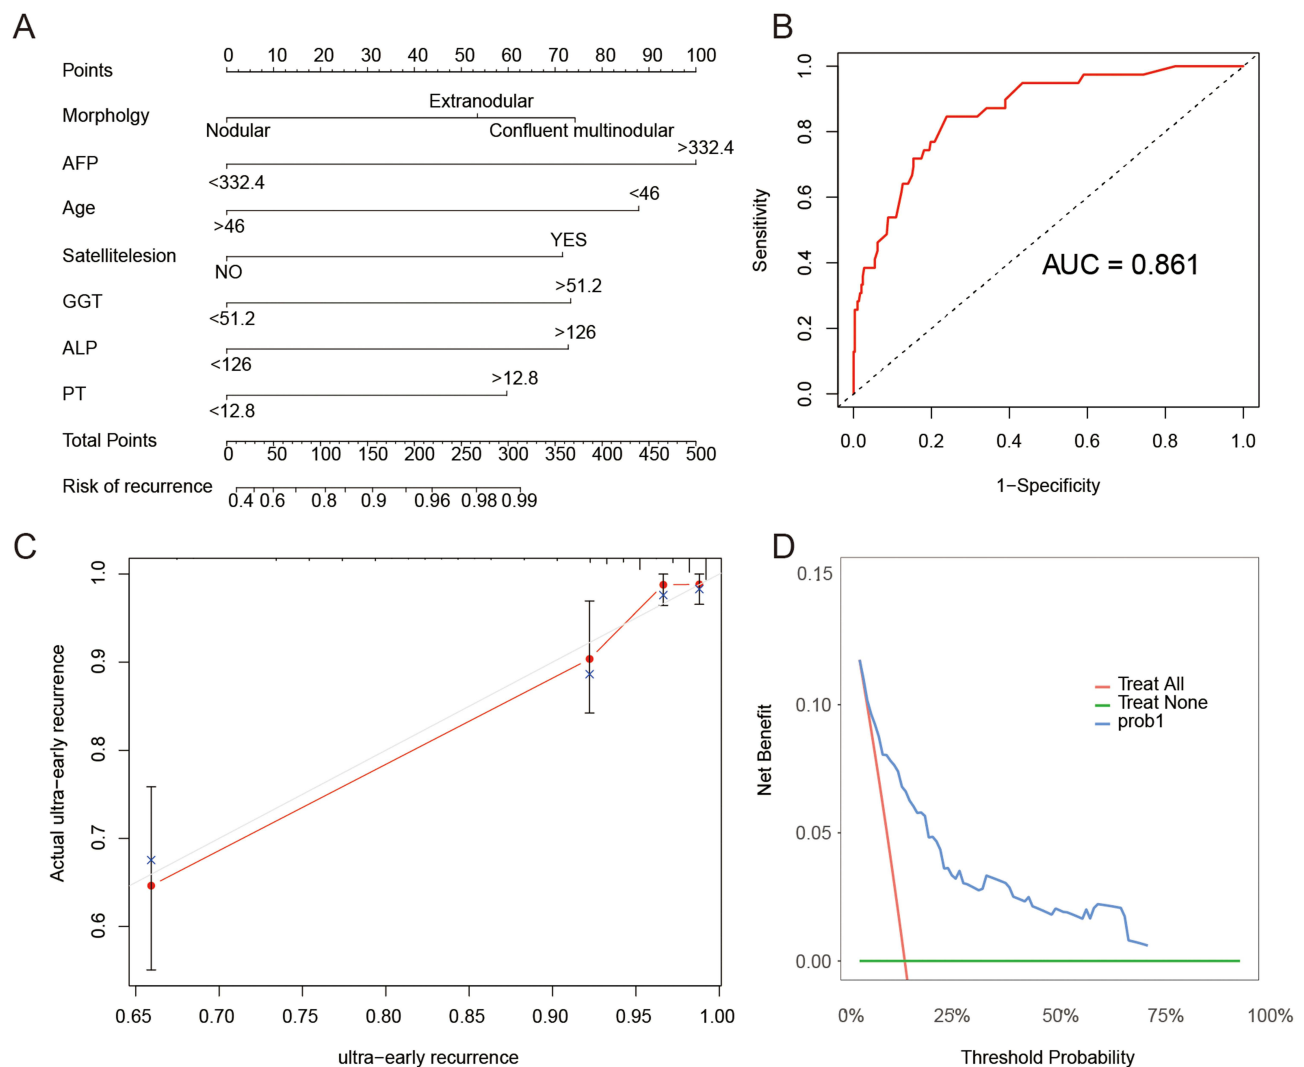 A
Points
0 10 20 30 40 50 60 70 80 90 100
Morpholgy
Extranodular
Nodular
Confluent multinodular
AFP
>332.4
<332.4
Age
<46
>46
Satellitelesion
YES
NO
GGT
>51.2
<51.2
ALP
>126
<126
PT
>12.8
<12.8
Total Points
0 50 100 150 200 250 300 350 400 450 500
Risk of recurrence
0.4 0.6 0.8 0.9 0.96 0.98 0.99
B
Sensitivity
1.0
0.8
0.6
0.4
0.2
0.0
AUC = 0.861
0.0 0.2 0.4 0.6 0.8 1.0
1−Specificity
C
Actual ultra−early recurrence
1.0
0.9
0.8
0.7
0.6
0.65 0.70 0.75 0.80 0.85 0.90 0.95 1.00
ultra−early recurrence
D
Net Benefit
0.15
0.10
0.05
0.00
Treat All
Treat None
prob1
0% 25% 50% 75% 100%
Threshold Probability